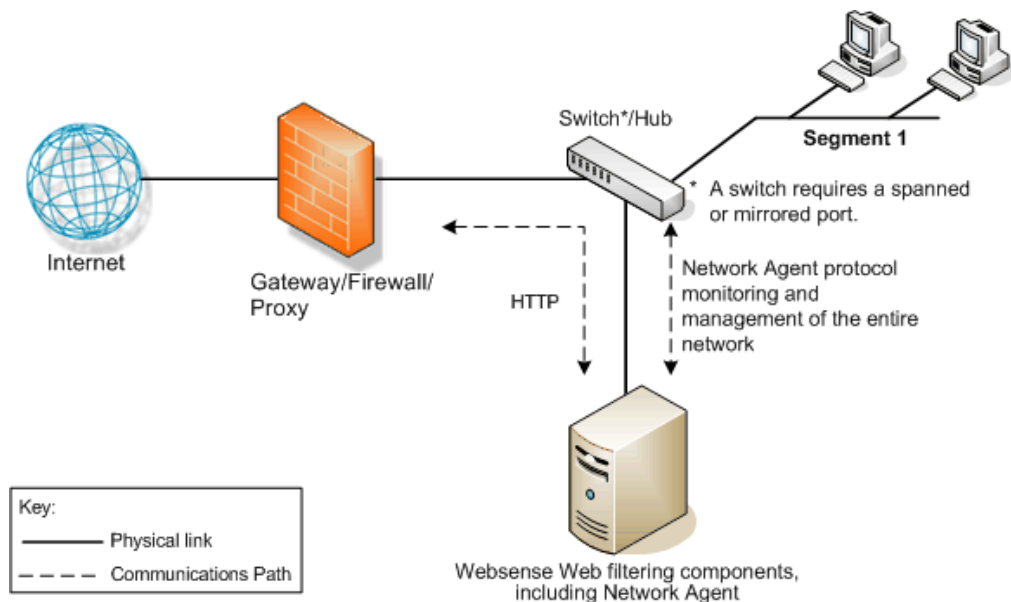 Switch*/Hub
Segment 1
* A switch requires a spanned
or mirrored port.
Internet
Gateway/Firewall/
Proxy
HTTP
Network Agent protocol
monitoring and
management of the entire
network
Key:
Physical link
Communications Path
Websense Web filtering components,
including Network Agent